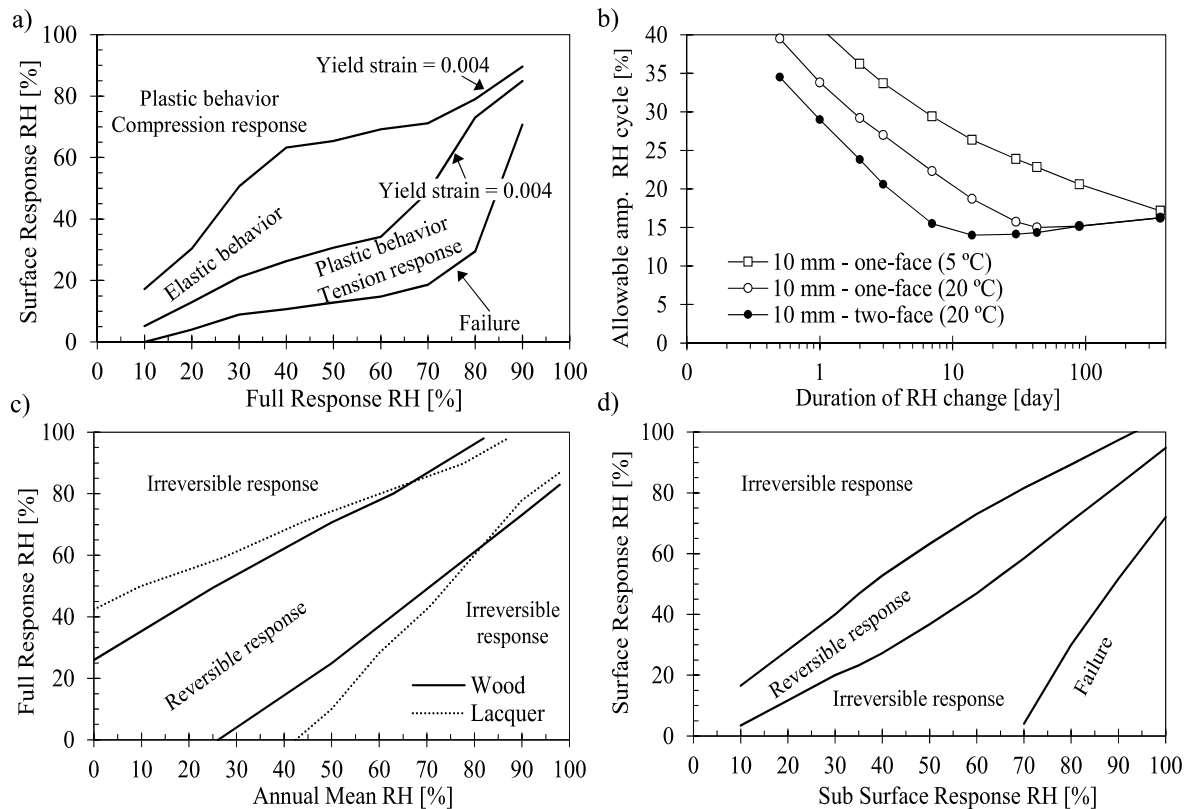 a)
Surface Response RH [%]
100
80
60
40
20
0
Yield strain = 0.004
Plastic behavior
Compression response
Yield strain = 0.004
Elastic behavior
Plastic behavior
Tension response
Failure
0 10 20 30 40 50 60 70 80 90 100
Full Response RH [%]
b)
Allowable amp. RH cycle [%]
40
35
30
25
20
15
10
5
0
10 mm - one-face (5 ºC)
10 mm - one-face (20 ºC)
10 mm - two-face (20 ºC)
0 1 10 100
Duration of RH change [day]
c)
Full Response RH [%]
100
80
60
40
20
0
Irreversible response
Reversible response
Irreversible
response
Wood
Lacquer
0 10 20 30 40 50 60 70 80 90 100
Annual Mean RH [%]
d)
Surface Response RH [%]
100
80
60
40
20
0
Irreversible response
Reversible response
Irreversible response
Failure
0 10 20 30 40 50 60 70 80 90 100
Sub Surface Response RH [%]